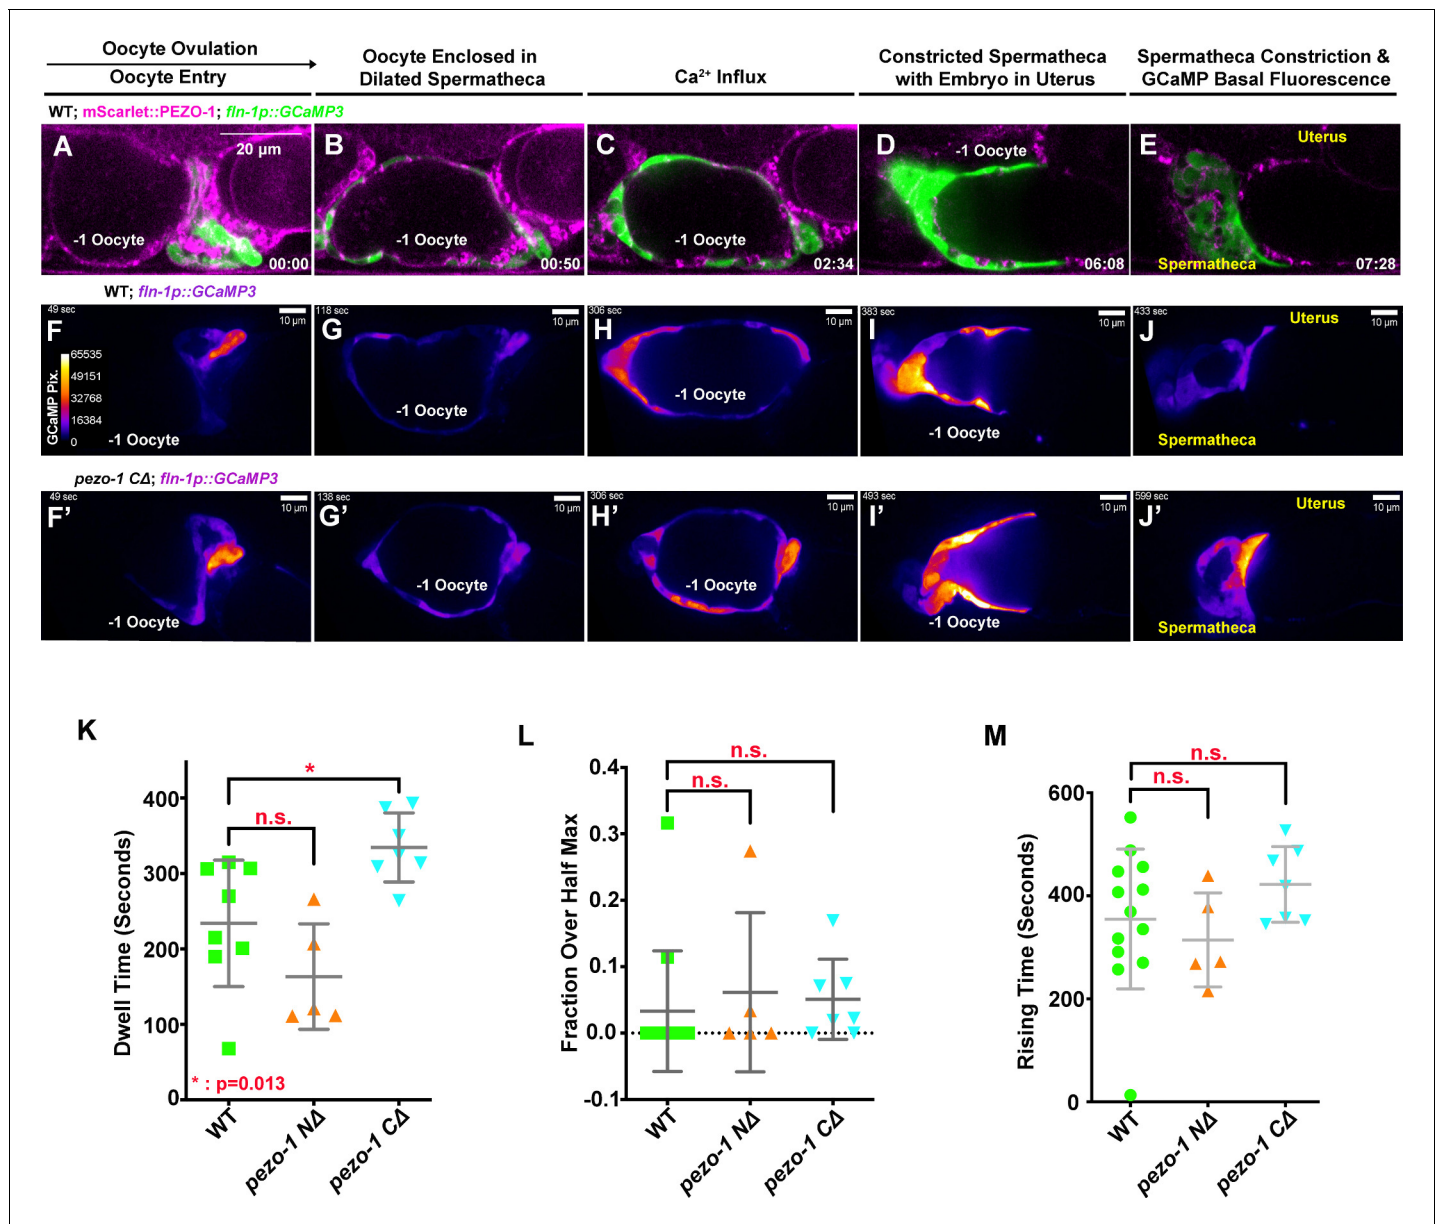 Oocyte Ovulation
Oocyte Entry
Oocyte Enclosed in
Dilated Spermatheca
Ca²⁺ Influx
Constricted Spermatheca
with Embryo in Uterus
Spermatheca Constriction &
GCaMP Basal Fluorescence
WT; mScarlet::PEZO-1; fln-1p::GCaMP3
A
20 µm
-1 Oocyte
00:00
B
-1 Oocyte
00:50
C
-1 Oocyte
02:34
D
-1 Oocyte
06:08
E
Uterus
Spermatheca
07:28
WT; fln-1p::GCaMP3
49 sec
F
10 µm
65535
49151
32768
16384
0
GCaMP Pix.
-1 Oocyte
118 sec
G
10 µm
-1 Oocyte
306 sec
H
10 µm
-1 Oocyte
383 sec
I
10 µm
-1 Oocyte
433 sec
J
Uterus
10 µm
Spermatheca
pezo-1 CΔ; fln-1p::GCaMP3
49 sec
F’
10 µm
-1 Oocyte
138 sec
G’
10 µm
-1 Oocyte
306 sec
H’
10 µm
-1 Oocyte
493 sec
I’
10 µm
-1 Oocyte
599 sec
J’
Uterus
10 µm
Spermatheca
K
Dwell Time (Seconds)
400
300
200
100
0
*
n.s.
* : p=0.013
WT
pezo-1 NΔ
pezo-1 CΔ
L
Fraction Over Half Max
0.4
0.3
0.2
0.1
0.0
-0.1
n.s.
n.s.
WT
pezo-1 NΔ
pezo-1 CΔ
M
Rising Time (Seconds)
600
400
200
0
n.s.
n.s.
WT
pezo-1 NΔ
pezo-1 CΔ